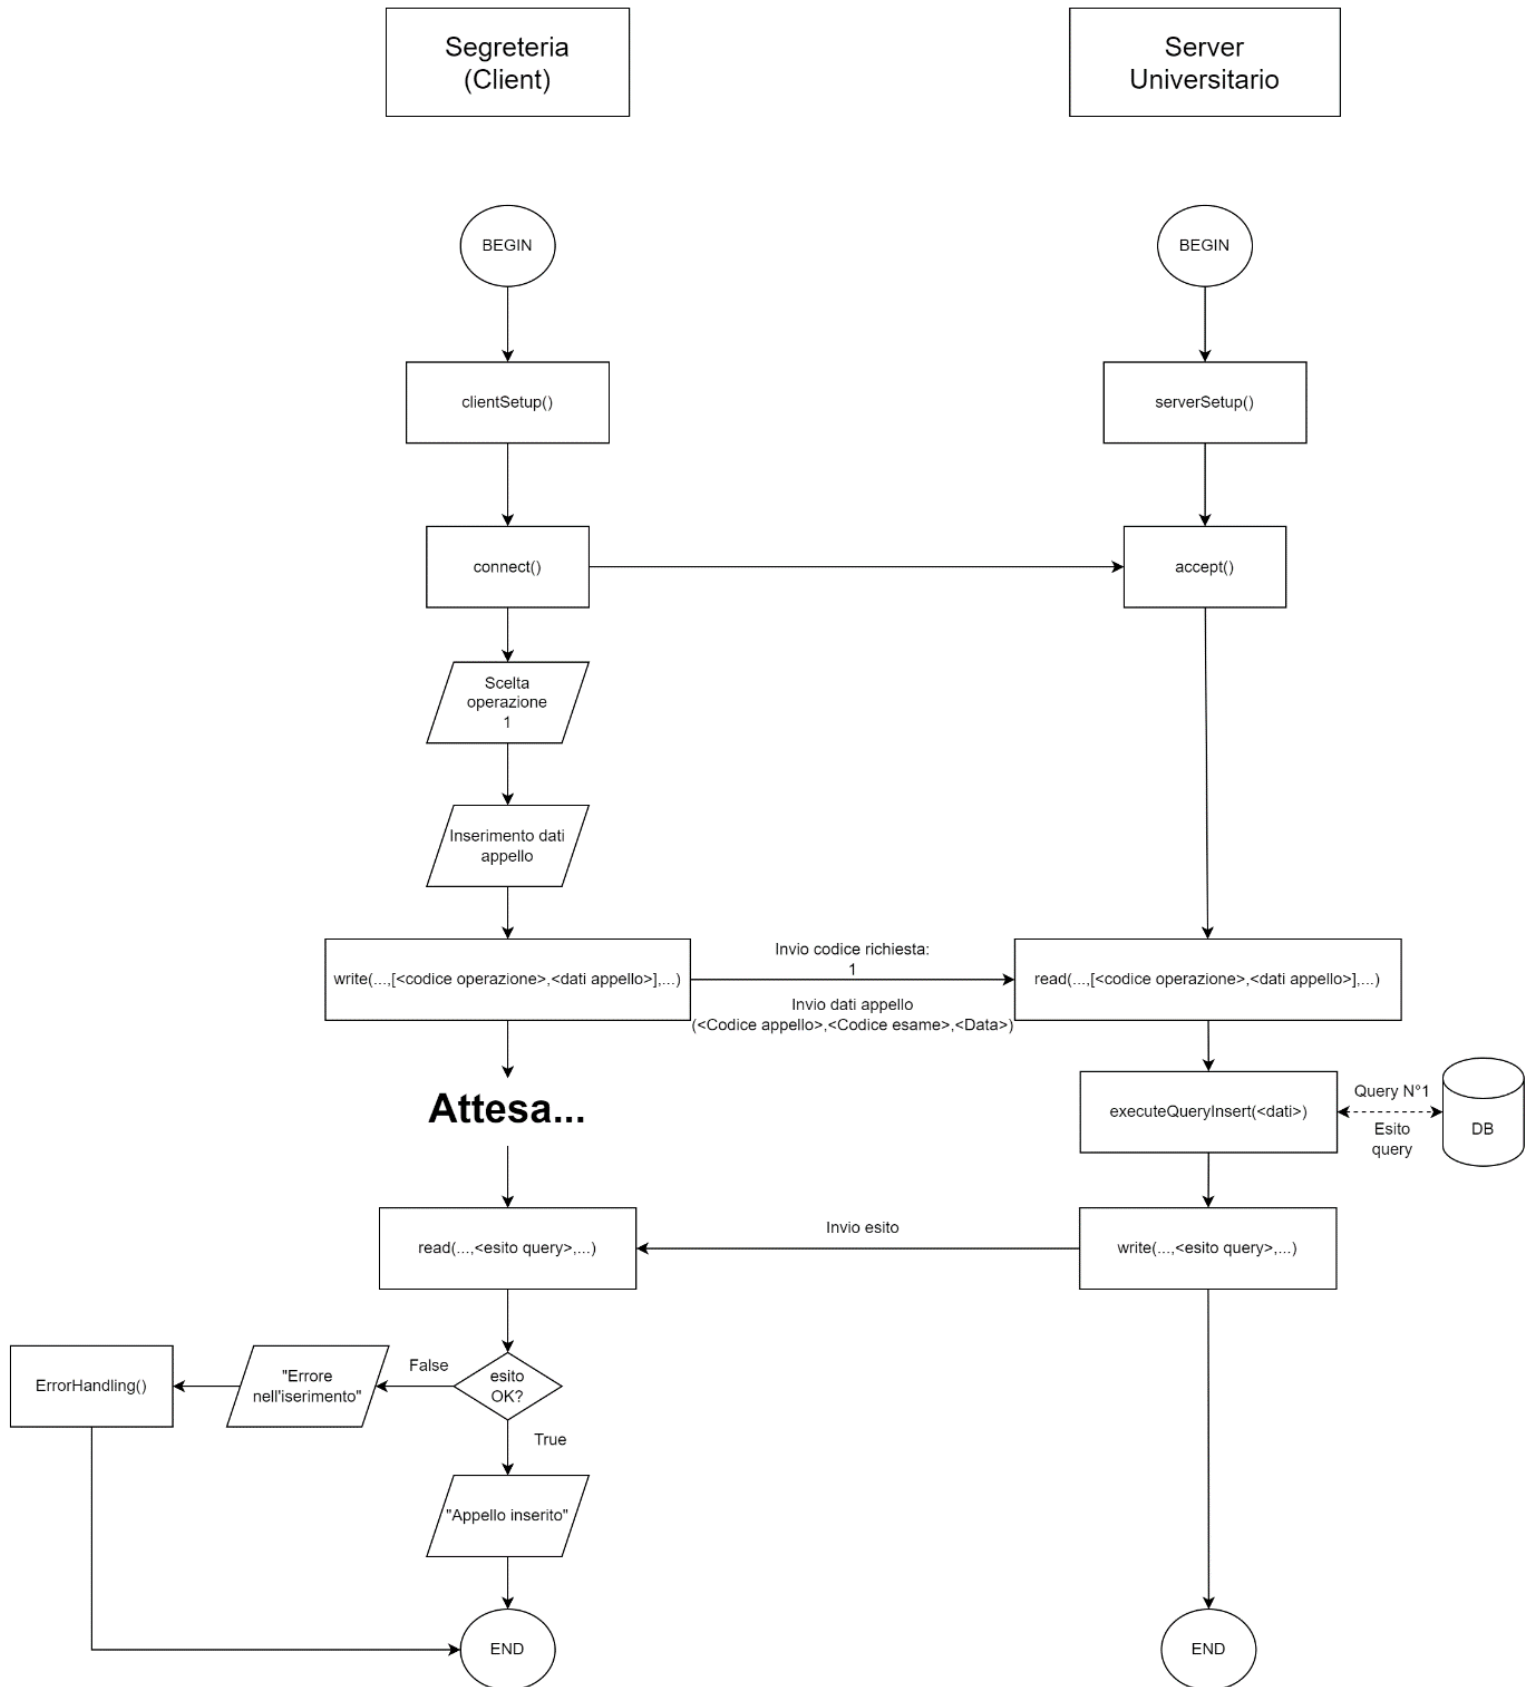 Segreteria
(Client)
Server
Universitario
BEGIN
BEGIN
clientSetup()
serverSetup()
connect()
accept()
Scelta
operazione
1
Inserimento dati
appello
write(...,[<codice operazione>,<dati appello>],...)
Invio codice richiesta:
1
Invio dati appello
(<Codice appello>,<Codice esame>,<Data>)
read(...,[<codice operazione>,<dati appello>],...)
Attesa...
executeQueryInsert(<dati>)
Query N°1
Esito
query
DB
read(...,<esito query>,...)
Invio esito
write(...,<esito query>,...)
ErrorHandling()
"Errore
nell'iserimento"
False
esito
OK?
True
"Appello inserito"
END
END